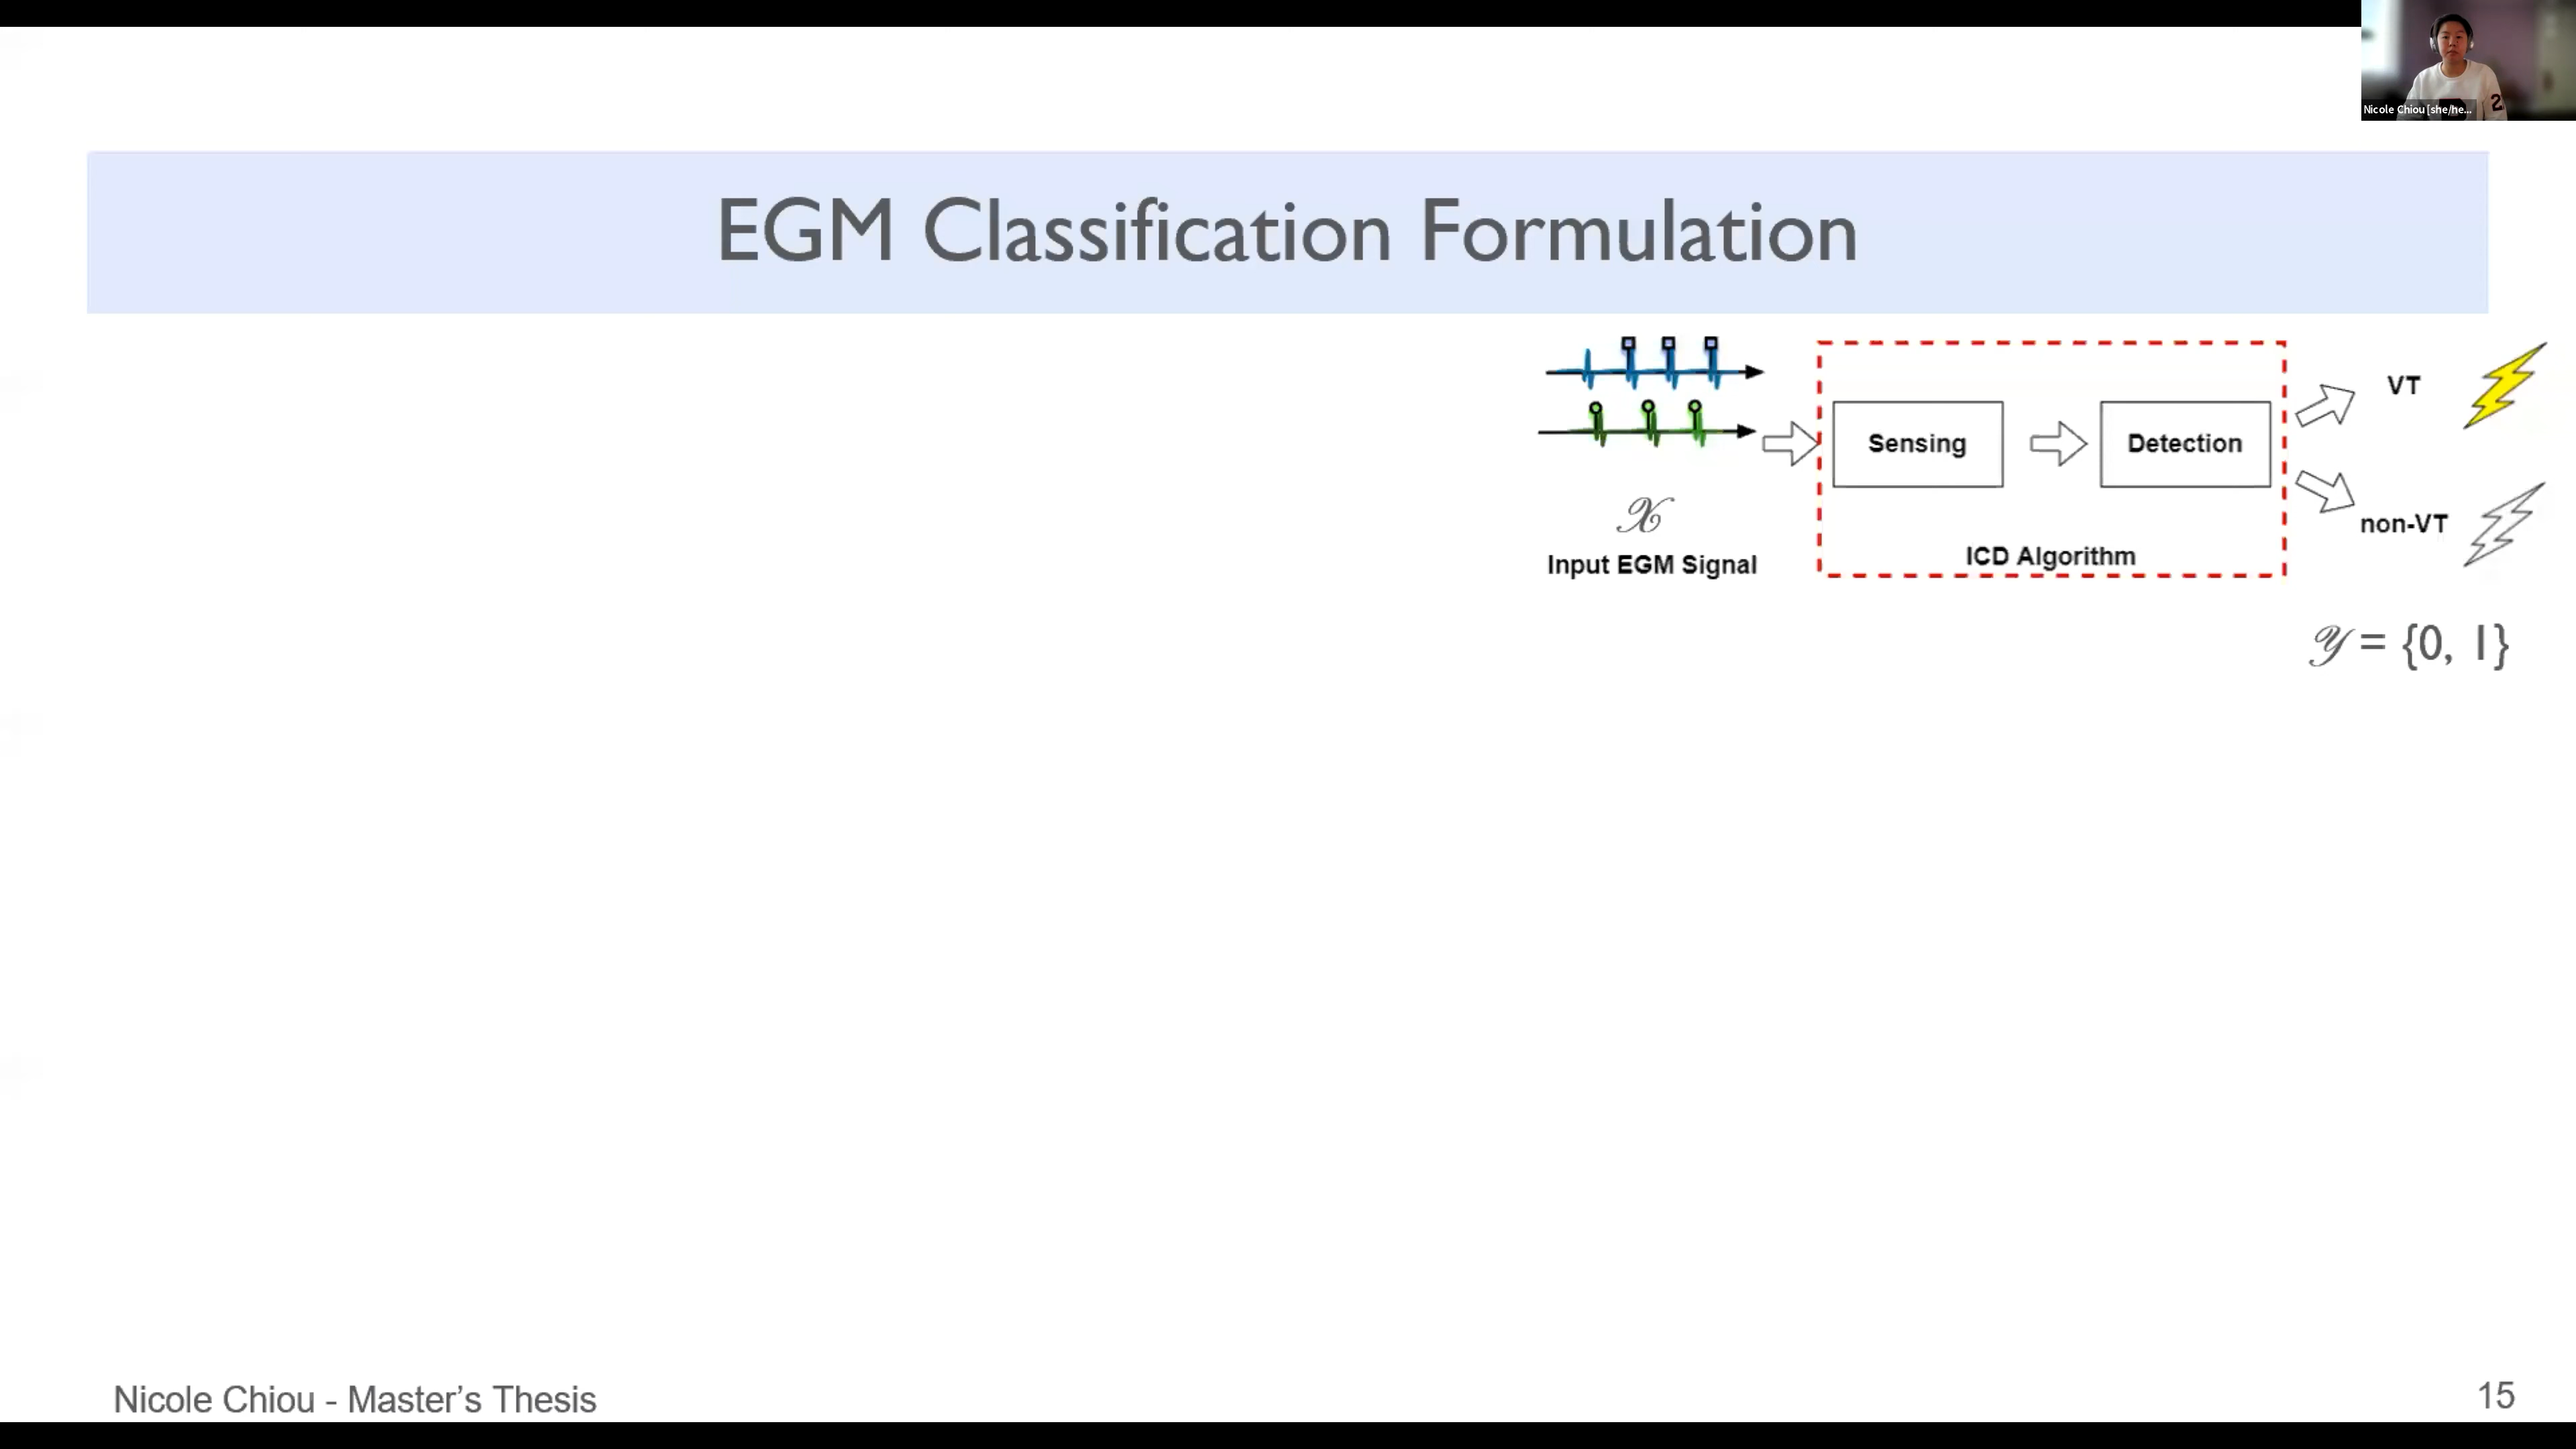 Nicole Chiou [she/he...
2
EGM Classification Formulation
VT
Sensing
Detection
𝒳
non-VT
ICD Algorithm
Input EGM Signal
𝒴 = {0, 1}
Nicole Chiou - Master's Thesis
15